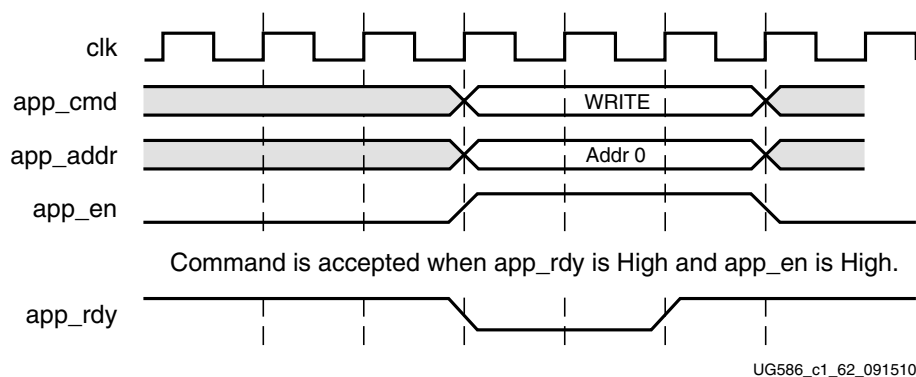 clk
app_cmd WRITE
app_addr Addr 0
app_en
Command is accepted when app_rdy is High and app_en is High.
app_rdy
UG586_c1_62_091510